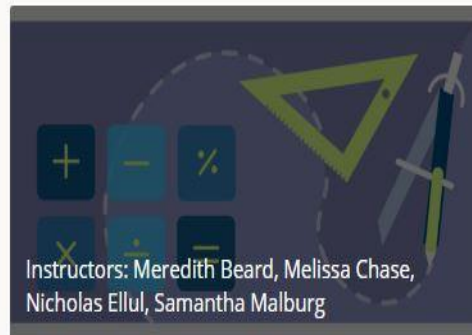 + − %
× ÷ =
Instructors: Meredith Beard, Melissa Chase,
Nicholas Ellul, Samantha Malburg